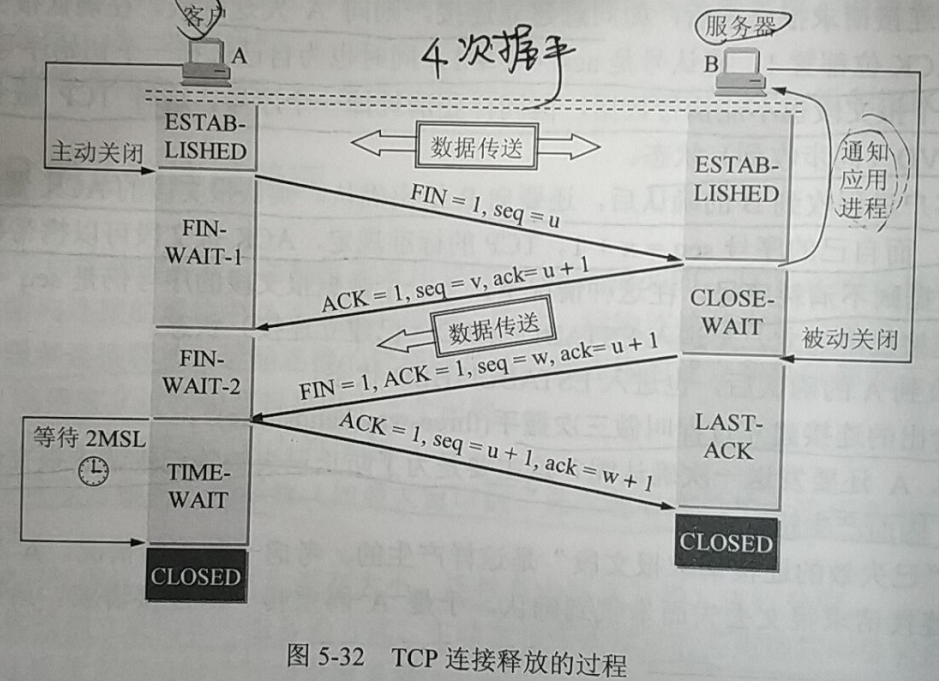 客户
A
4次握手
服务器
B
ESTAB-
LISHED
主动关闭
数据传送
ESTAB-
LISHED
通知
应用
进程
FIN = 1, seq = u
FIN-
WAIT-1
ACK = 1, seq = v, ack= u + 1
CLOSE-
WAIT
数据传送
被动关闭
FIN-
WAIT-2
FIN = 1, ACK = 1, seq = w, ack= u + 1
ACK = 1, seq = u + 1, ack = w + 1
LAST-
ACK
等待 2MSL
TIME-
WAIT
CLOSED
CLOSED
图 5-32 TCP 连接释放的过程